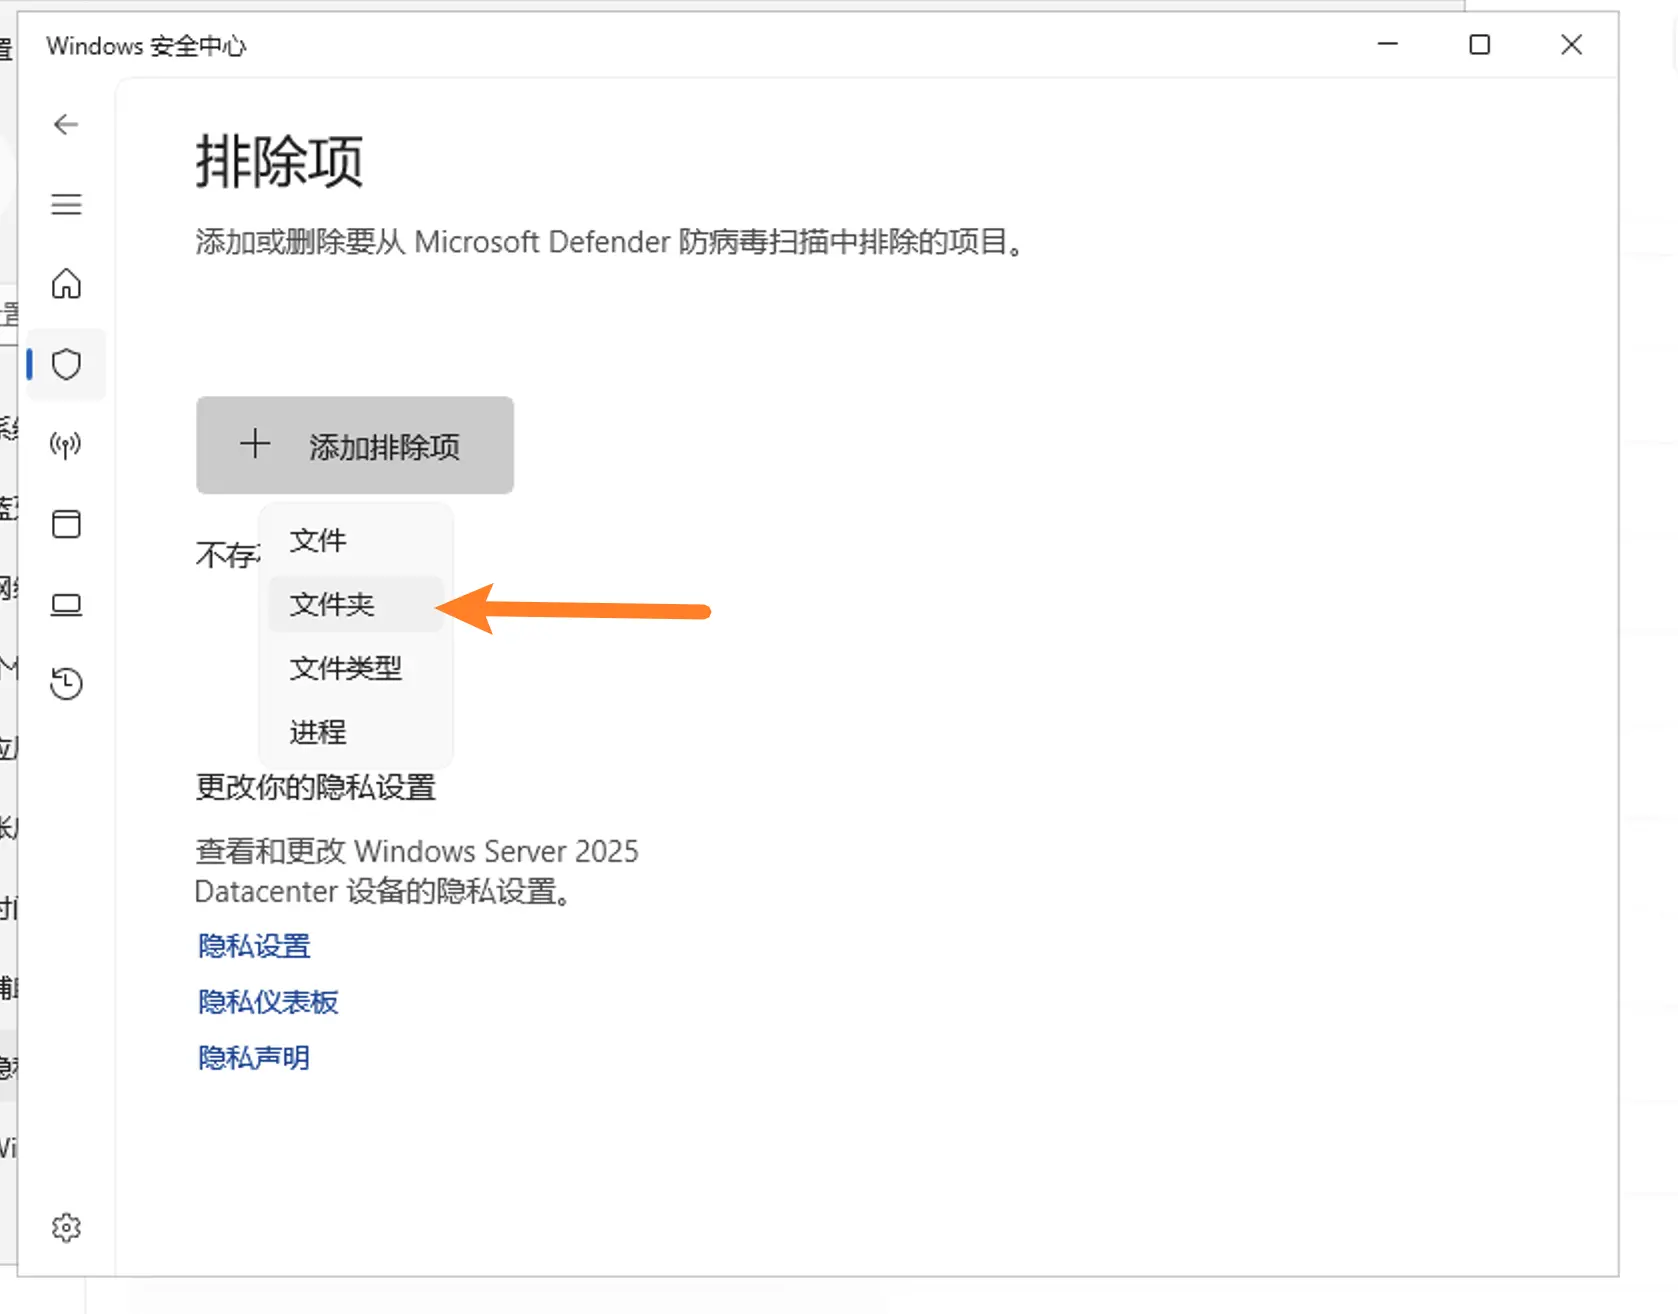 Windows 安全中心
排除项
添加或删除要从 Microsoft Defender 防病毒扫描中排除的项目。
添加排除项
文件
不存
文件夹
文件类型
进程
更改你的隐私设置
查看和更改 Windows Server 2025
Datacenter 设备的隐私设置。
隐私设置
隐私仪表板
隐私声明